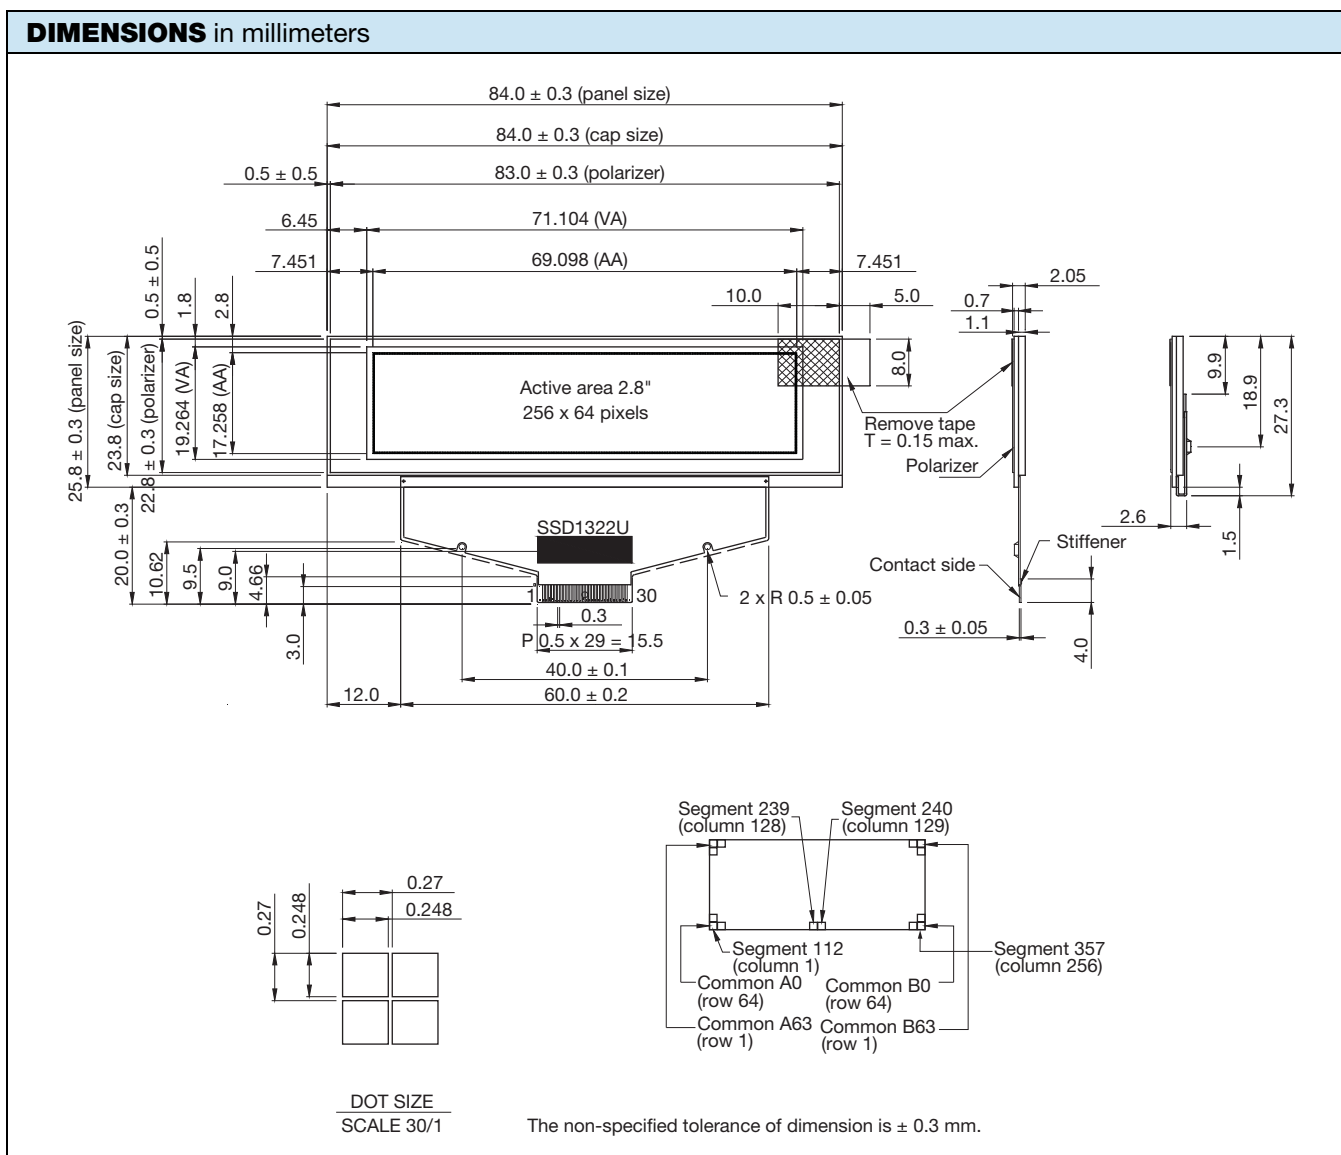 DIMENSIONS in millimeters
84.0 ± 0.3 (panel size)
84.0 ± 0.3 (cap size)
0.5 ± 0.5
83.0 ± 0.3 (polarizer)
6.45
71.104 (VA)
7.451
69.098 (AA)
7.451
10.0
5.0
0.5 ± 0.5
1.8
2.8
25.8 ± 0.3 (panel size)
23.8 (cap size)
22.8 ± 0.3 (polarizer)
19.264 (VA)
17.258 (AA)
Active area 2.8"
256 x 64 pixels
8.0
Remove tape
T = 0.15 max.
Polarizer
2.05
0.7
1.1
9.9
18.9
27.3
2.6
1.5
20.0 ± 0.3
10.62
9.5
9.0
4.66
3.0
SSD1322U
1
30
0.3
P 0.5 x 29 = 15.5
2 x R 0.5 ± 0.05
40.0 ± 0.1
12.0
60.0 ± 0.2
Stiffener
Contact side
0.3 ± 0.05
4.0
Segment 239
(column 128)
Segment 240
(column 129)
Segment 112
(column 1)
Segment 357
(column 256)
Common A0
(row 64)
Common B0
(row 64)
Common A63
(row 1)
Common B63
(row 1)
0.27
0.248
0.27
0.248
DOT SIZE
SCALE 30/1
The non-specified tolerance of dimension is ± 0.3 mm.